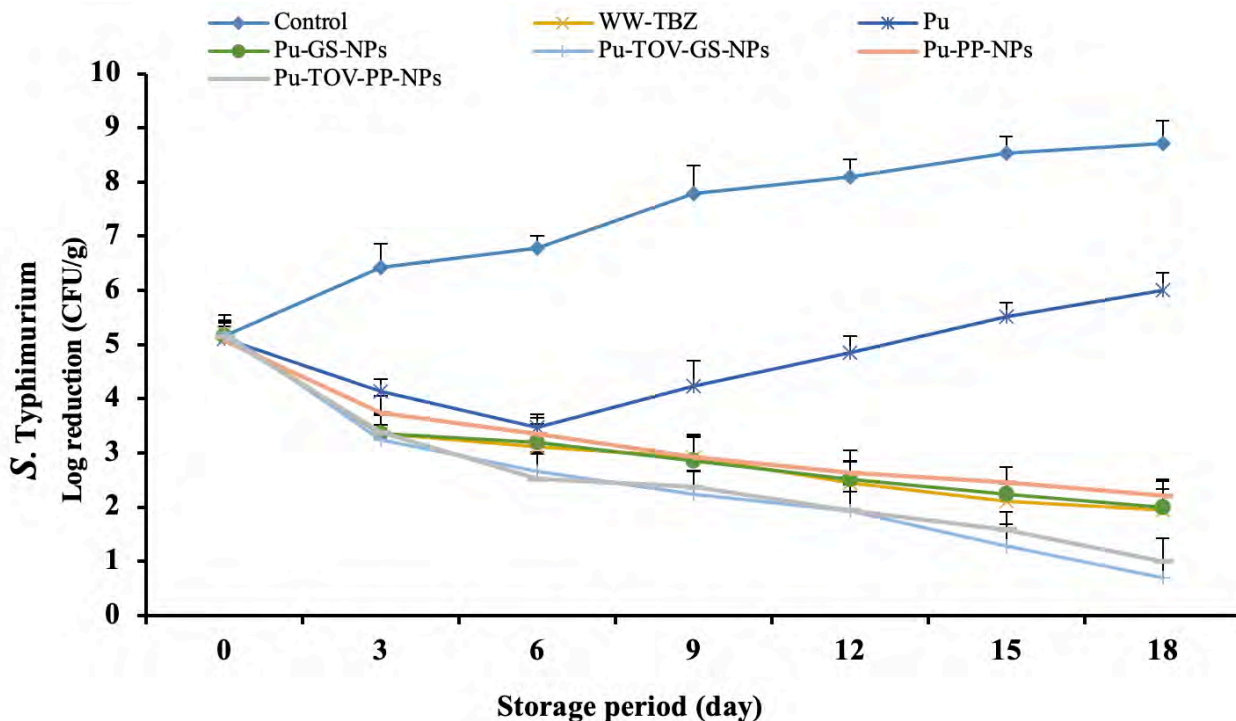 Control WW-TBZ Pu
Pu-GS-NPs Pu-TOV-GS-NPs Pu-PP-NPs
Pu-TOV-PP-NPs
10
9
8
7
6
5
4
3
2
1
0
S. Typhimurium
Log reduction (CFU/g)
0 3 6 9 12 15 18
Storage period (day)